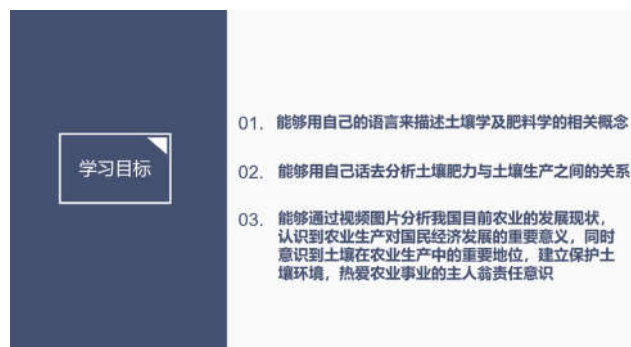 学习目标
01. 能够用自己的语言来描述土壤学及肥料学的相关概念
02. 能够用自己话去分析土壤肥力与土壤生产之间的关系
03. 能够通过视频图片分析我国目前农业的发展现状，
认识到农业生产对国民经济发展的重要意义，同时
意识到土壤在农业生产中的重要地位，建立保护土
壤环境，热爱农业事业的主人翁责任意识